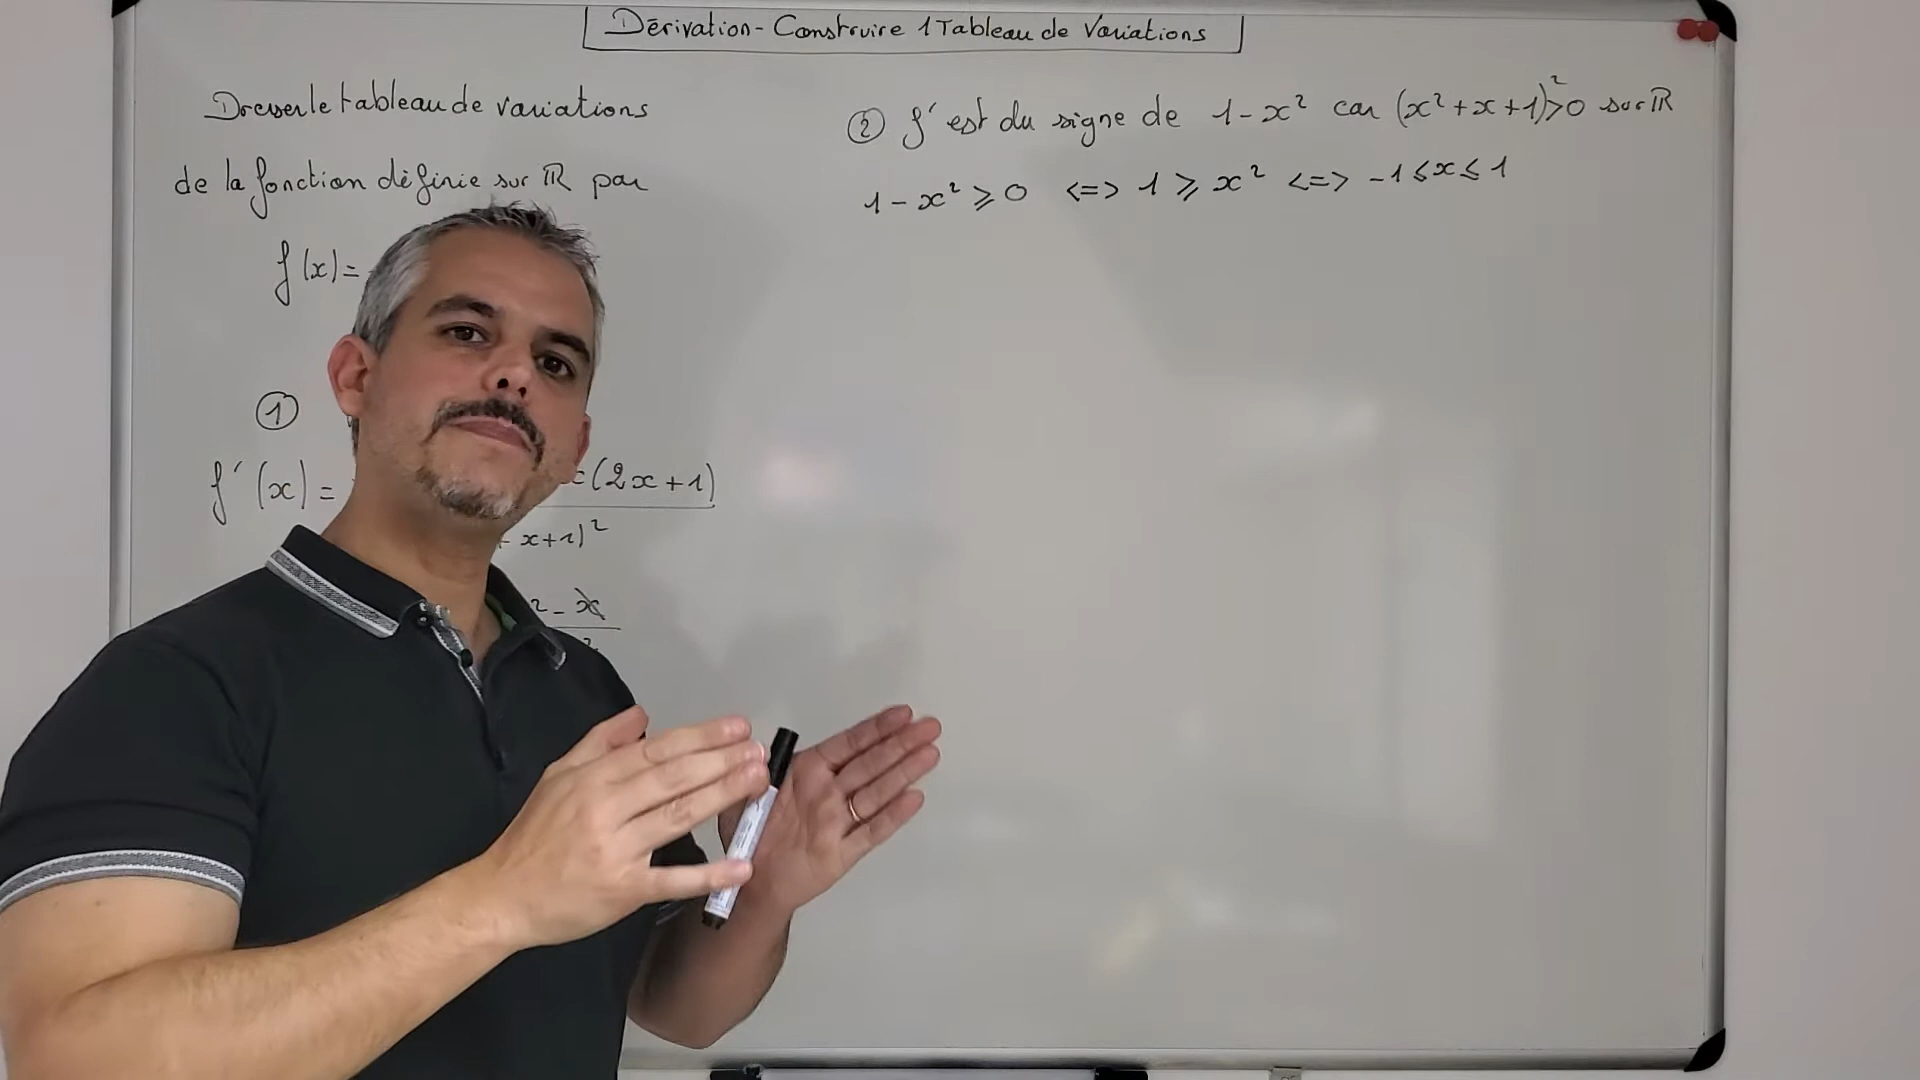 Dérivation - Construire 1 Tableau de Variations
Dresser le tableau de variations
de la fonction définie sur ℝ par
f(x) =
①
f'(x) = x(2x+1)
x+1)²
2 - x
2
② f' est du signe de 1-x² car (x²+x+1)²>0 sur ℝ
1-x² ⩾ 0 <=> 1 ⩾ x² <=> -1 ⩽ x ⩽ 1